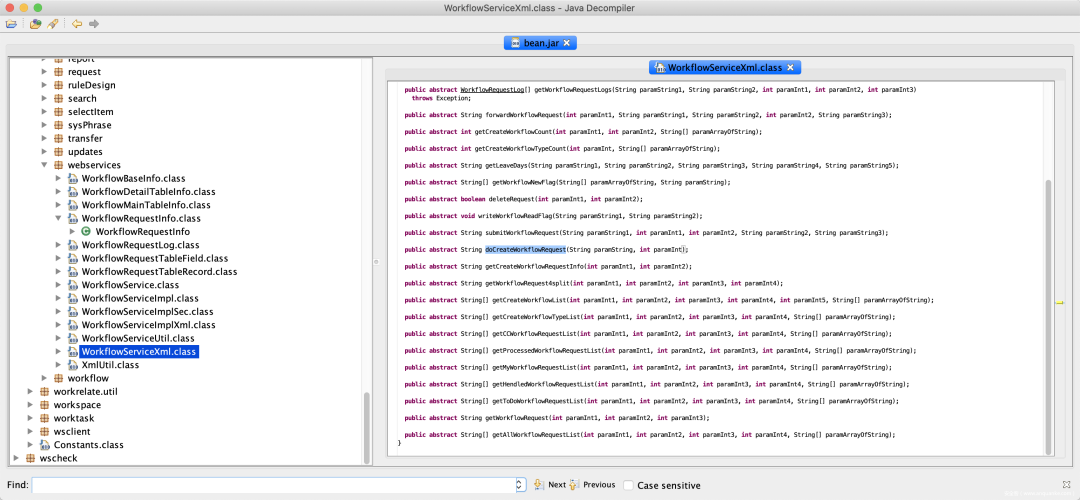 WorkflowServiceXml.class - Java Decompiler
bean.jar
report
request
ruleDesign
search
selectItem
sysPhrase
transfer
updates
webservices
WorkflowBaseInfo.class
WorkflowDetailTableInfo.class
WorkflowMainTableInfo.class
WorkflowRequestInfo.class
WorkflowRequestInfo
WorkflowRequestLog.class
WorkflowRequestTableField.class
WorkflowRequestTableRecord.class
WorkflowService.class
WorkflowServiceImpl.class
WorkflowServiceImplSec.class
WorkflowServiceImplXml.class
WorkflowServiceUtil.class
WorkflowServiceXml.class
XmlUtil.class
workflow
workrelate.util
workspace
worktask
wsclient
Constants.class
wscheck
WorkflowServiceXml.class
public abstract WorkflowRequestLog[] getWorkflowRequestLogs(String paramString1, String paramString2, int paramInt1, int paramInt2, int paramInt3)
throws Exception;
public abstract String forwardWorkflowRequest(int paramInt1, String paramString1, String paramString2, int paramInt2, String paramString3);
public abstract int getCreateWorkflowCount(int paramInt1, int paramInt2, String[] paramArrayOfString);
public abstract int getCreateWorkflowTypeCount(int paramInt, String[] paramArrayOfString);
public abstract String getLeaveDays(String paramString1, String paramString2, String paramString3, String paramString4, String paramString5);
public abstract String[] getWorkflowNewFlag(String[] paramArrayOfString, String paramString);
public abstract boolean deleteRequest(int paramInt1, int paramInt2);
public abstract void writeWorkflowReadFlag(String paramString1, String paramString2);
public abstract String submitWorkflowRequest(String paramString1, int paramInt1, int paramInt2, String paramString2, String paramString3);
public abstract String doCreateWorkflowRequest(String paramString, int paramInt);
public abstract String getCreateWorkflowRequestInfo(int paramInt1, int paramInt2);
public abstract String getWorkflowRequest4split(int paramInt1, int paramInt2, int paramInt3, int paramInt4);
public abstract String[] getCreateWorkflowList(int paramInt1, int paramInt2, int paramInt3, int paramInt4, int paramInt5, String[] paramArrayOfString);
public abstract String[] getCreateWorkflowTypeList(int paramInt1, int paramInt2, int paramInt3, int paramInt4, String[] paramArrayOfString);
public abstract String[] getCCWorkflowRequestList(int paramInt1, int paramInt2, int paramInt3, int paramInt4, String[] paramArrayOfString);
public abstract String[] getProcessedWorkflowRequestList(int paramInt1, int paramInt2, int paramInt3, int paramInt4, String[] paramArrayOfString);
public abstract String[] getMyWorkflowRequestList(int paramInt1, int paramInt2, int paramInt3, int paramInt4, String[] paramArrayOfString);
public abstract String[] getHendledWorkflowRequestList(int paramInt1, int paramInt2, int paramInt3, int paramInt4, String[] paramArrayOfString);
public abstract String[] getToDoWorkflowRequestList(int paramInt1, int paramInt2, int paramInt3, int paramInt4, String[] paramArrayOfString);
public abstract String getWorkflowRequest(int paramInt1, int paramInt2, int paramInt3);
public abstract String[] getAllWorkflowRequestList(int paramInt1, int paramInt2, int paramInt3, int paramInt4, String[] paramArrayOfString);
}
Find:
Next
Previous
Case sensitive